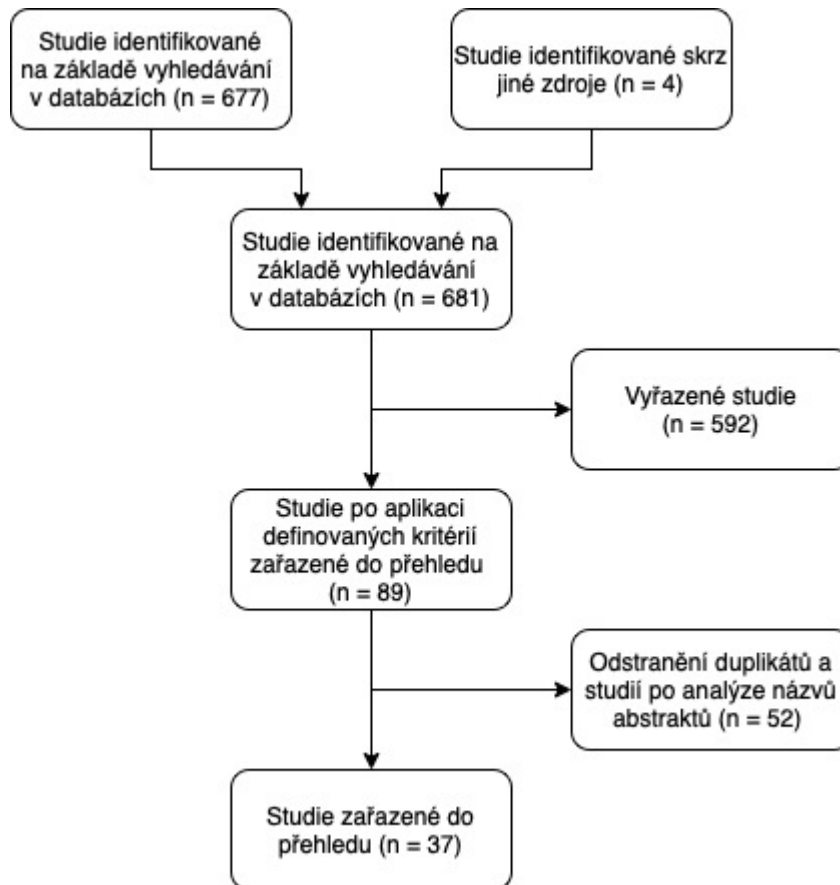 Studie identifikované
na základě vyhledávání
v databázích (n = 677)
Studie identifikované skrz
jiné zdroje (n = 4)
Studie identifikované na
základě vyhledávání
v databázích (n = 681)
Vyřazené studie
(n = 592)
Studie po aplikaci
definovaných kritérií
zařazené do přehledu
(n = 89)
Odstranění duplikátů a
studií po analýze názvů
abstraktů (n = 52)
Studie zařazené do
přehledu (n = 37)